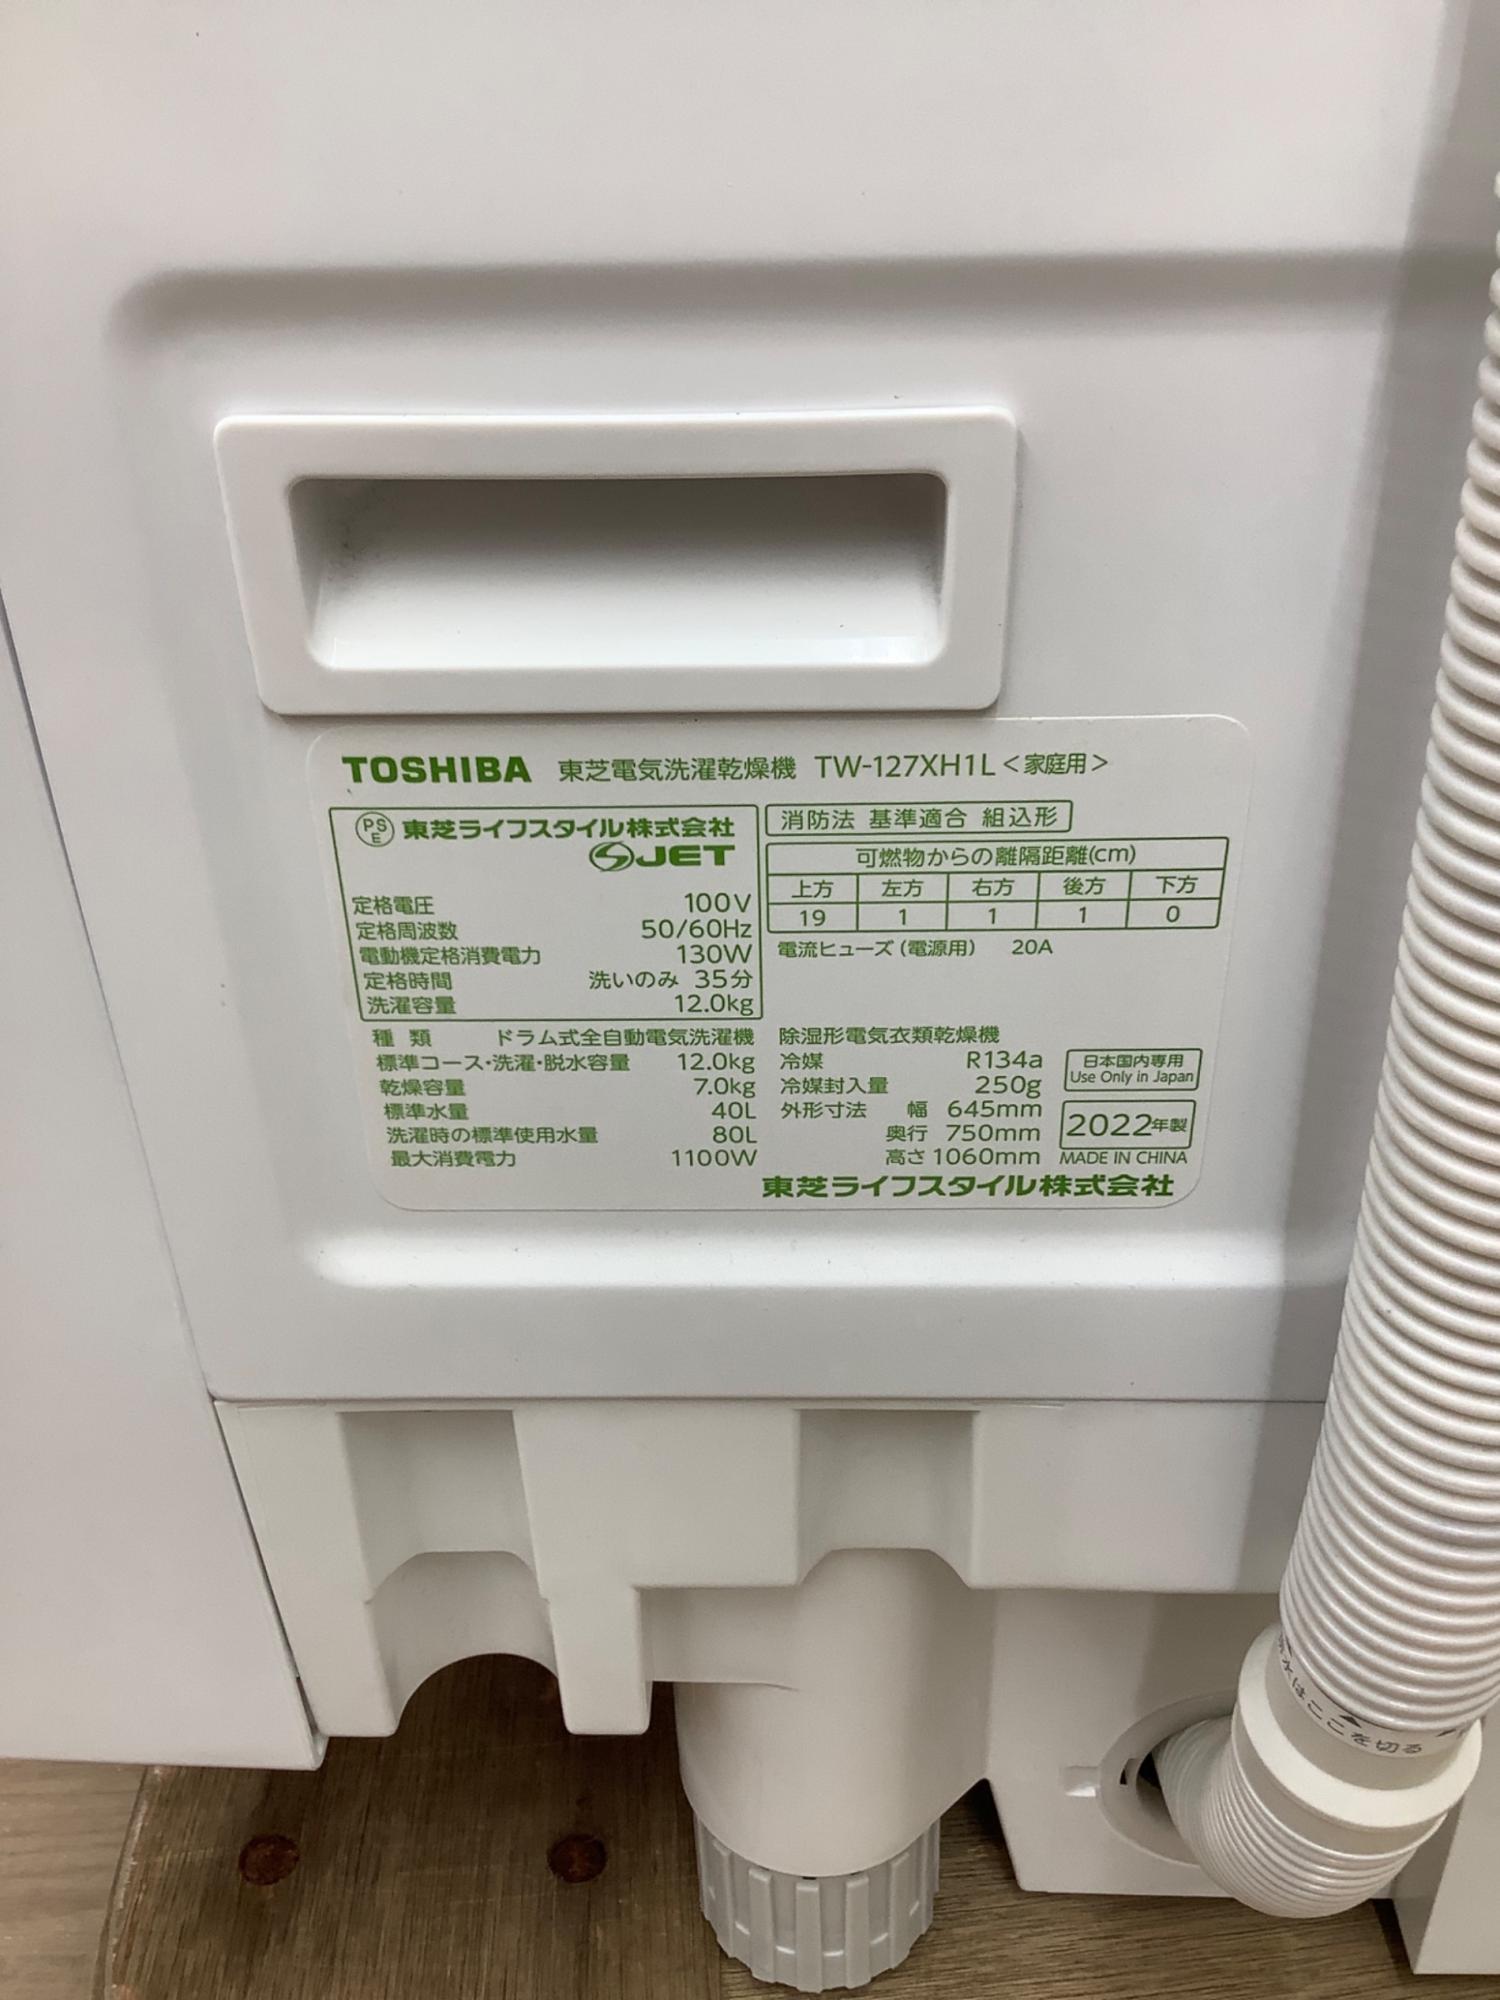 TOSHIBA 東芝電気洗濯乾燥機 TW-127XH1L<家庭用>
PSE 東芝ライフスタイル株式会社
JET
定格電圧 100V
定格周波数 50/60Hz
電動機定格消費電力 130W
定格時間 洗いのみ 35分
洗濯容量 12.0kg
消防法 基準適合 組込形
可燃物からの離隔距離(cm)
上方 左方 右方 後方 下方
19 1 1 1 0
電流ヒューズ(電源用) 20A
種類 ドラム式全自動電気洗濯機
標準コース・洗濯・脱水容量 12.0kg
乾燥容量 7.0kg
標準水量 40L
洗濯時の標準使用水量 80L
最大消費電力 1100W
除湿形電気衣類乾燥機
冷媒 R134a
冷媒封入量 250g
外形寸法 幅 645mm
奥行 750mm
高さ 1060mm
日本国内専用
Use Only in Japan
2022年製
MADE IN CHINA
東芝ライフスタイル株式会社
はここを切る